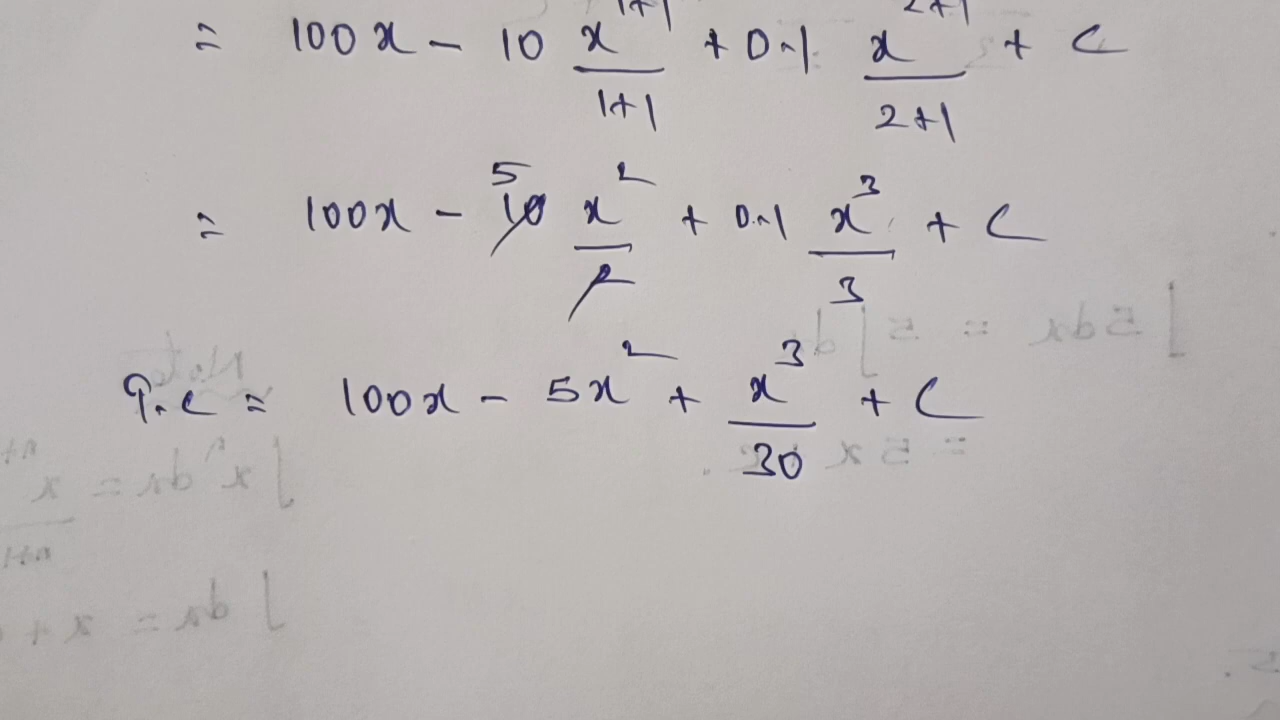 = 100x - 10 x^(1+1)/(1+1) + 0.1 x^(2+1)/(2+1) + C
= 100x - 10 5 x^2/2 + 0.1 x^3/3 + C
T.C = 100x - 5x^2 + x^3/30 + C